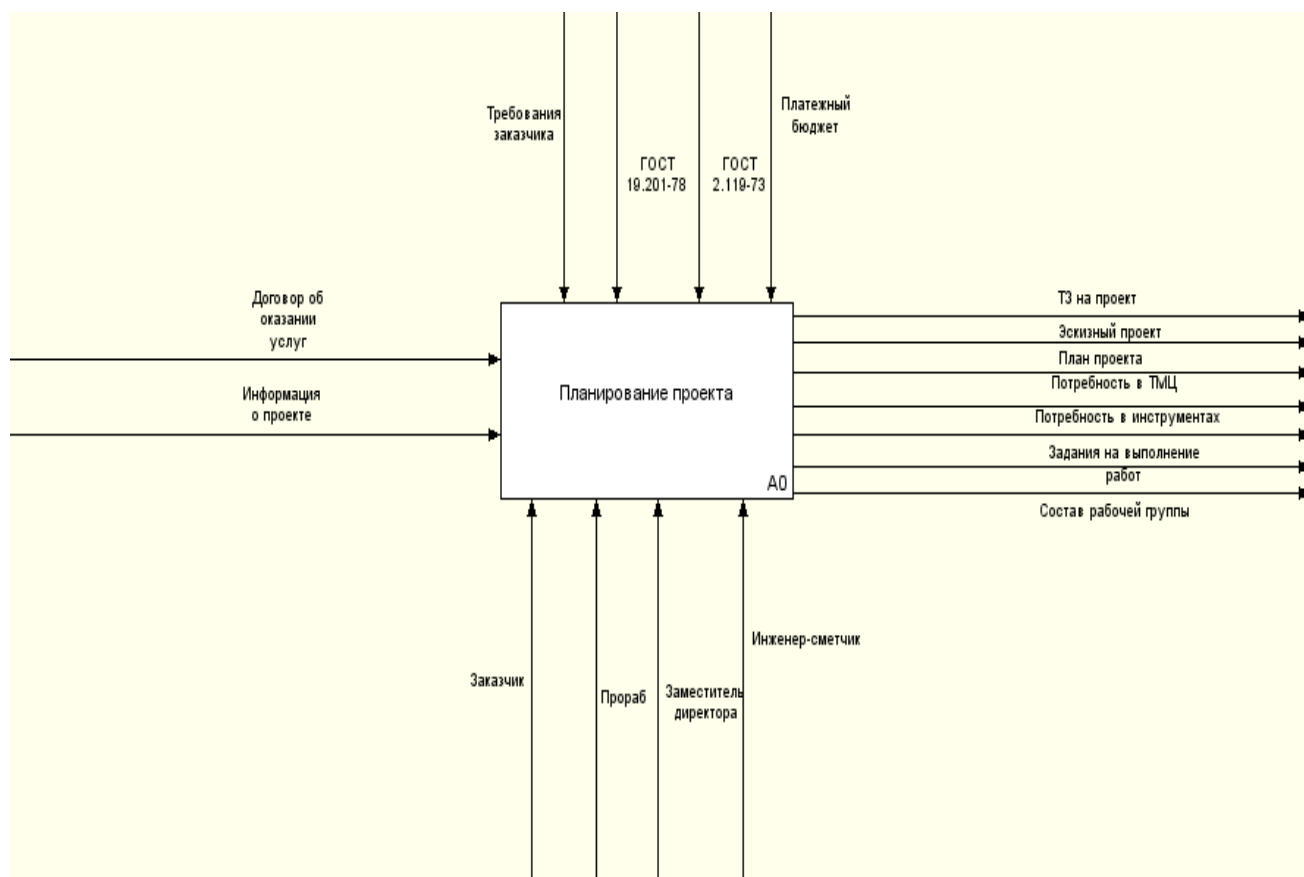 Требования
заказчика
ГОСТ
19.201-78
ГОСТ
2.119-73
Платежный
бюджет
Договор об
оказании
услуг
Информация
о проекте
Планирование проекта
A0
ТЗ на проект
Эскизный проект
План проекта
Потребность в ТМЦ
Потребность в инструментах
Задания на выполнение
работ
Состав рабочей группы
Заказчик
Прораб
Заместитель
директора
Инженер-сметчик